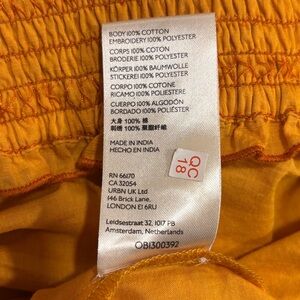 BODY 100% COTTON
EMBROIDERY 100% POLYESTER
CORPS 100% COTON
BRODERIE 100% POLYESTER
KÖRPER 100% BAUMWOLLE
STICKEREI 100% POLYESTER
CORPO 100% COTONE
RICAMO 100% POLIESTERE
CUERPO 100% ALGODÓN
BORDADO 100% POLIÉSTER
大身 100% 棉
刺绣 100% 聚酯纤维
MADE IN INDIA
HECHO EN INDIA
QC
18
RN 66170
CA 32054
URBN UK Ltd
146 Brick Lane,
LONDON E1 6RU
Leidsestraat 32, 1017 PB
Amsterdam, Netherlands
OB1300392